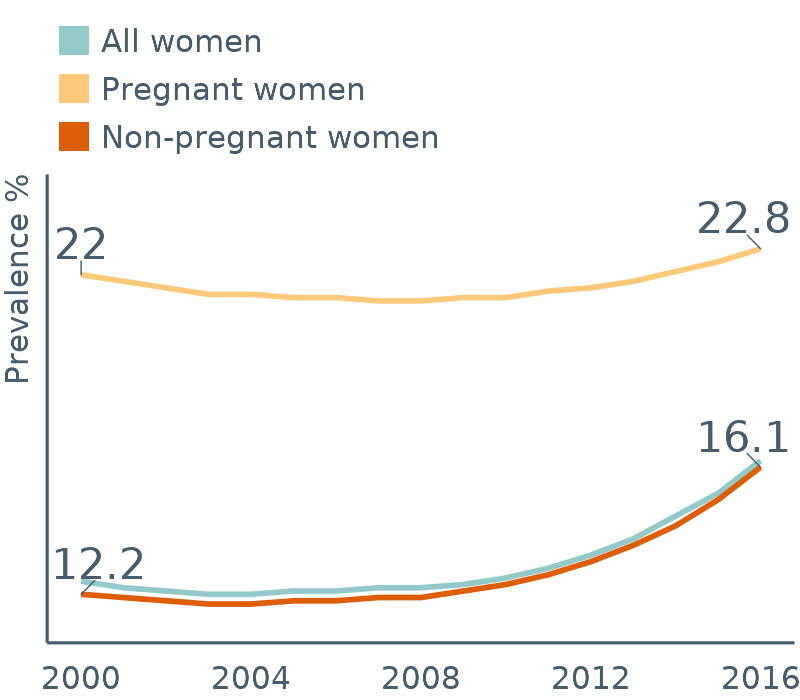 All women
Pregnant women
Non-pregnant women
Prevalence %
22
22.8
16.1
12.2
2000 2004 2008 2012 2016